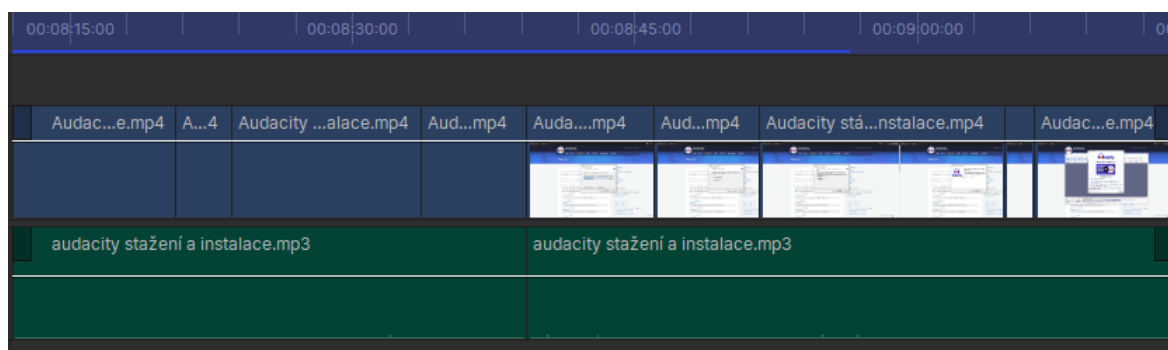 00:08:15:00 00:08:30:00 00:08:45:00 00:09:00:00
Audac...e.mp4 A...4 Audacity ...alace.mp4 Aud...mp4 Auda....mp4 Aud...mp4 Audacity stá...nstalace.mp4 Audac...e.mp4
audacity stažení a instalace.mp3 audacity stažení a instalace.mp3